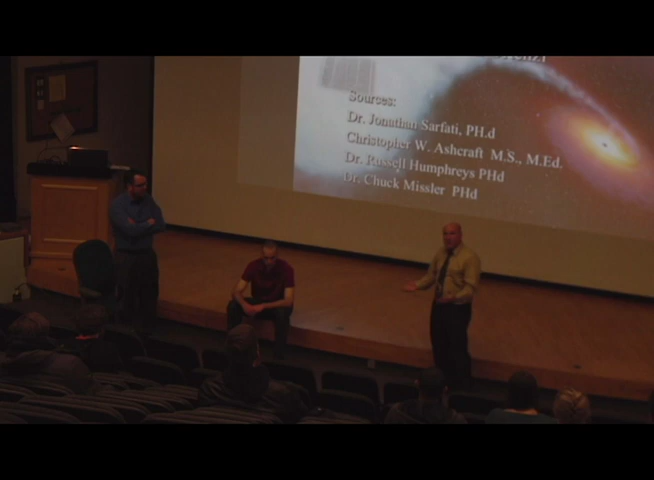 Sources:
Dr. Jonathan Sarfati, PH.d
Christopher W. Ashcraft M.S., M.Ed.
Dr. Russell Humphreys PHd
Dr. Chuck Missler PHd